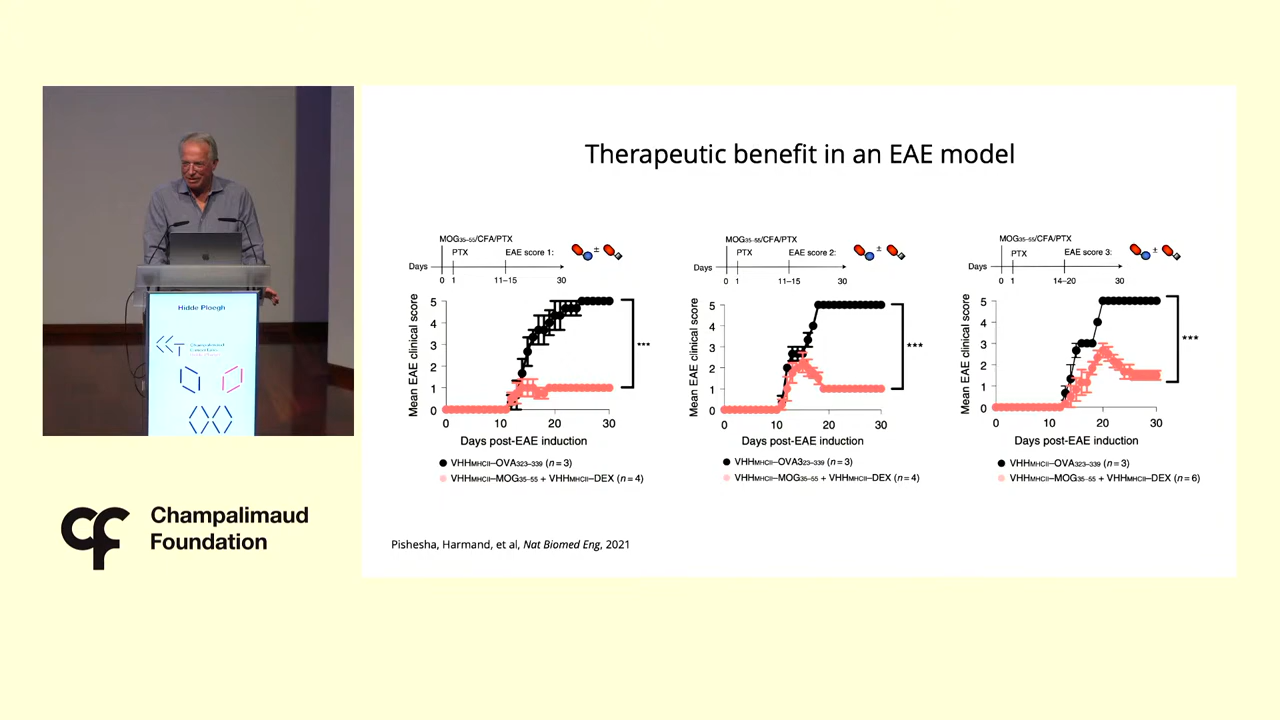 Therapeutic benefit in an EAE model
MOG35–55/CFA/PTX
PTX
EAE score 1:
±
Days
0 1 11–15 30
Mean EAE clinical score
5
4
3
2
1
0
0 10 20 30
Days post-EAE induction
***
VHHMHCII–OVA323–339 (n = 3)
VHHMHCII–MOG35–55 + VHHMHCII–DEX (n = 4)
MOG35–55/CFA/PTX
PTX
EAE score 2:
±
Days
0 1 11–15 30
Mean EAE clinical score
5
4
3
2
1
0
0 10 20 30
Days post-EAE induction
***
VHHMHCII–OVA323–339 (n = 3)
VHHMHCII–MOG35–55 + VHHMHCII–DEX (n = 4)
MOG35–55/CFA/PTX
PTX
EAE score 3:
±
Days
0 1 14–20 30
Mean EAE clinical score
5
4
3
2
1
0
0 10 20 30
Days post-EAE induction
***
VHHMHCII–OVA323–339 (n = 3)
VHHMHCII–MOG35–55 + VHHMHCII–DEX (n = 6)
Pishesha, Harmand, et al, Nat Biomed Eng, 2021
Hidde Ploegh
Champalimaud
Foundation